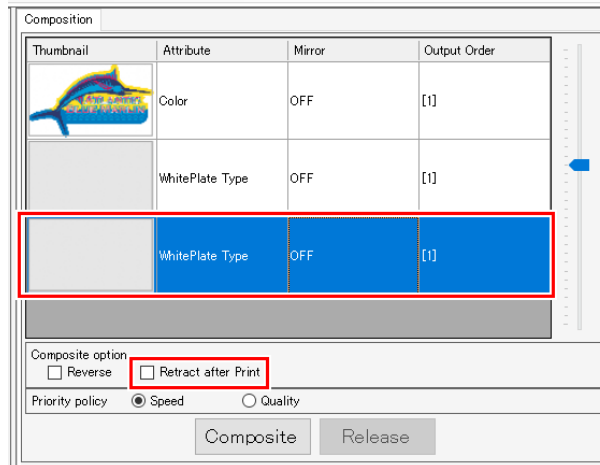 Composition
Thumbnail Attribute Mirror Output Order
Color OFF [1]
WhitePlate Type OFF [1]
WhitePlate Type OFF [1]
Composite option
Reverse Retract after Print
Priority policy Speed Quality
Composite Release